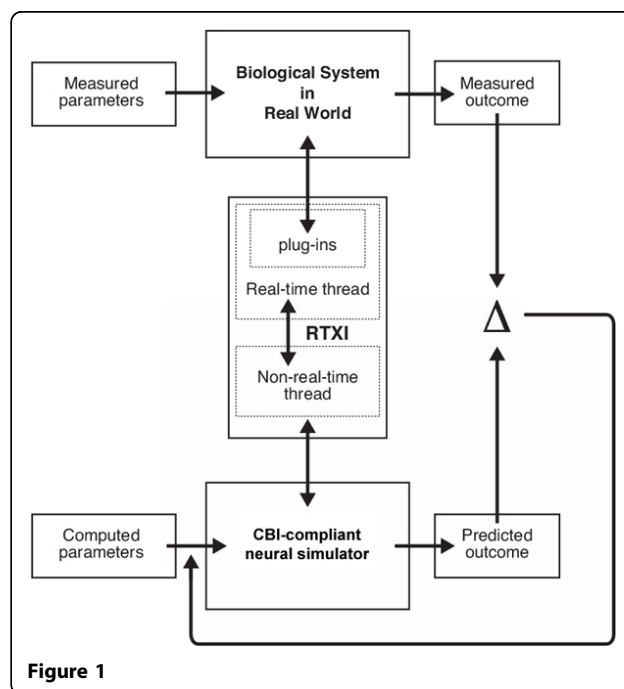 Measured
parameters
Biological System
in
Real World
Measured
outcome
plug-ins
Real-time thread
RTXI
Non-real-time
thread
Δ
Computed
parameters
CBI-compliant
neural simulator
Predicted
outcome
Figure 1